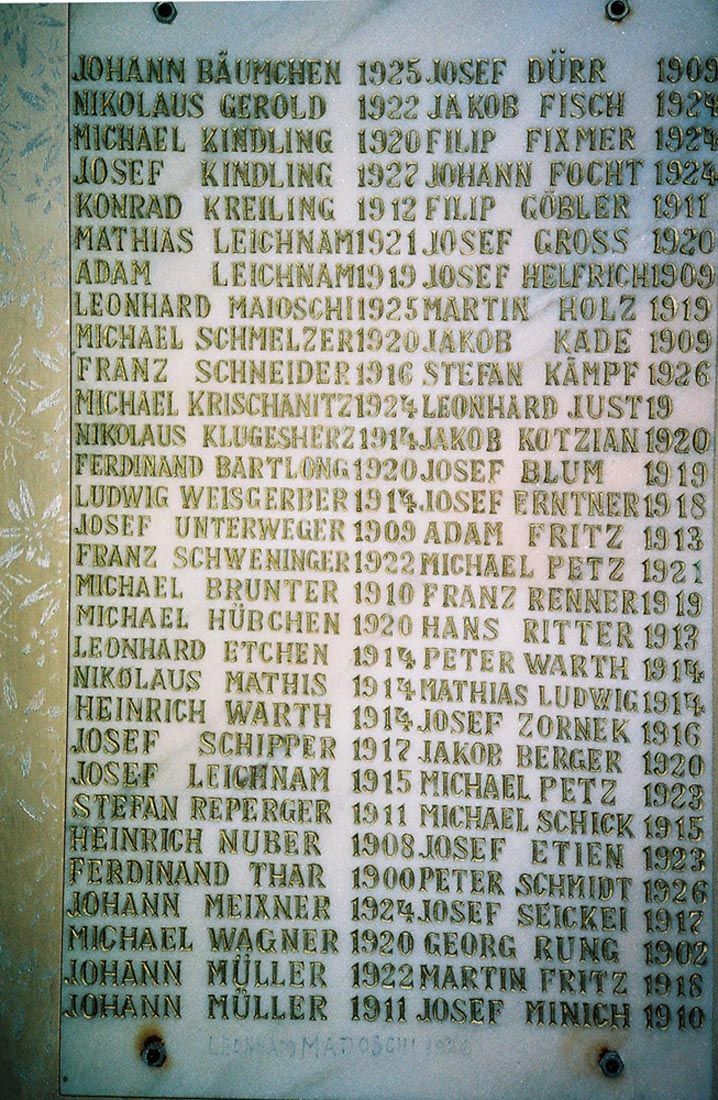 JOHANN BÄUMCHEN 1925 JOSEF DÜRR 1909
NIKOLAUS GEROLD 1922 JAKOB FISCH 1924
MICHAEL KINDLING 1920 FILIP FIXMER 1924
JOSEF KINDLING 1927 JOHANN FOCHT 1924
KONRAD KREILING 1912 FILIP GÖBLER 1911
MATHIAS LEICHNAM 1921 JOSEF GROSS 1920
ADAM LEICHNAM 1919 JOSEF HELFRICH 1909
LEONHARD MAIOSCHI 1925 MARTIN HOLZ 1919
MICHAEL SCHMELZER 1920 JAKOB KADE 1909
FRANZ SCHNEIDER 1916 STEFAN KÄMPF 1926
MICHAEL KRISCHANITZ 1924 LEONHARD JUST 19
NIKOLAUS KLUGESHERZ 1914 JAKOB KOTZIAN 1920
FERDINAND BARTLONG 1920 JOSEF BLUM 1919
LUDWIG WEISGERBER 1914 JOSEF ERNTNER 1918
JOSEF UNTERWEGER 1909 ADAM FRITZ 1913
FRANZ SCHWENINGER 1922 MICHAEL PETZ 1921
MICHAEL BRUNTER 1910 FRANZ RENNER 1919
MICHAEL HÜBCHEN 1920 HANS RITTER 1913
LEONHARD ETCHEN 1914 PETER WARTH 1914
NIKOLAUS MATHIS 1914 MATHIAS LUDWIG 1914
HEINRICH WARTH 1914 JOSEF ZORNEK 1916
JOSEF SCHIPPER 1917 JAKOB BERGER 1920
JOSEF LEICHNAM 1915 MICHAEL PETZ 1923
STEFAN REPERGER 1911 MICHAEL SCHICK 1915
HEINRICH NUBER 1908 JOSEF ETIEN 1923
FERDINAND THAR 1900 PETER SCHMIDT 1926
JOHANN MEIXNER 1924 JOSEF SEICKEI 1917
MICHAEL WAGNER 1920 GEORG RUNG 1902
JOHANN MÜLLER 1922 MARTIN FRITZ 1918
JOHANN MÜLLER 1911 JOSEF MINICH 1910